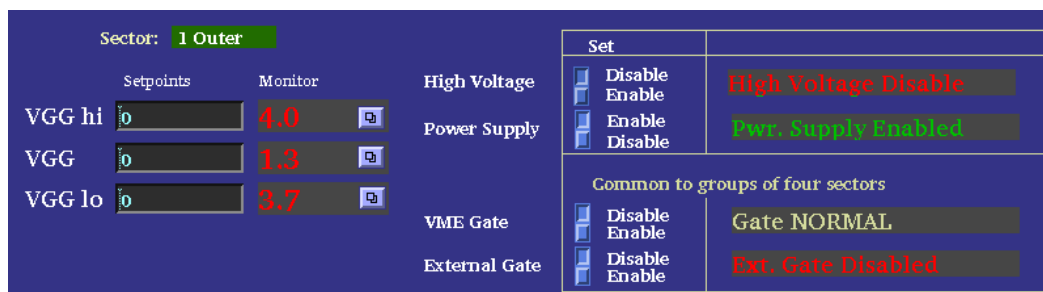 Sector: 1 Outer
Setpoints Monitor
VGG hi 0 4.0
VGG 0 1.3
VGG lo 0 3.7
Set
High Voltage Disable Enable High Voltage Disable
Power Supply Enable Disable Pwr. Supply Enabled
Common to groups of four sectors
VME Gate Disable Enable Gate NORMAL
External Gate Disable Enable Ext. Gate Disabled